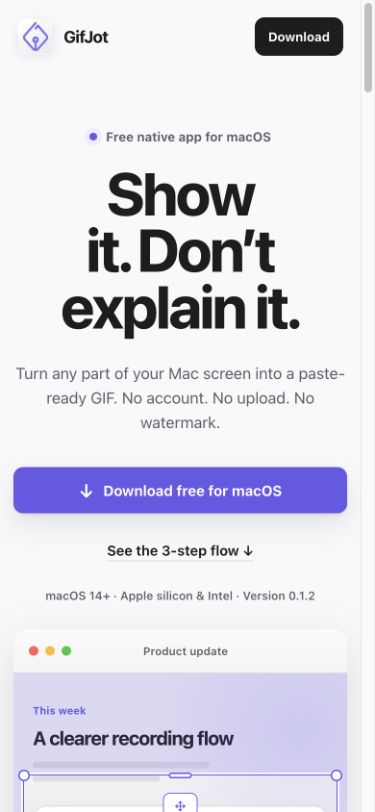 GifJot
Download
Free native app for macOS
Show
it. Don’t
explain it.
Turn any part of your Mac screen into a paste-
ready GIF. No account. No upload. No
watermark.
↓ Download free for macOS
See the 3-step flow ↓
macOS 14+ · Apple silicon & Intel · Version 0.1.2
Product update
This week
A clearer recording flow